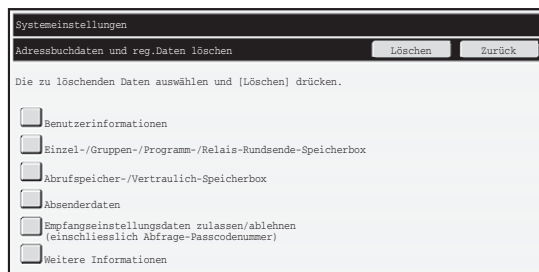 Systemeinstellungen
Adressbuchdaten und reg.Daten löschen Löschen Zurück
Die zu löschenden Daten auswählen und [Löschen] drücken.
Benutzerinformationen
Einzel-/Gruppen-/Programm-/Relais-Rundsende-Speicherbox
Abrufspeicher-/Vertraulich-Speicherbox
Absenderdaten
Empfangseinstellungsdaten zulassen/ablehnen
(einschliesslich Abfrage-Passcodenummer)
Weitere Informationen